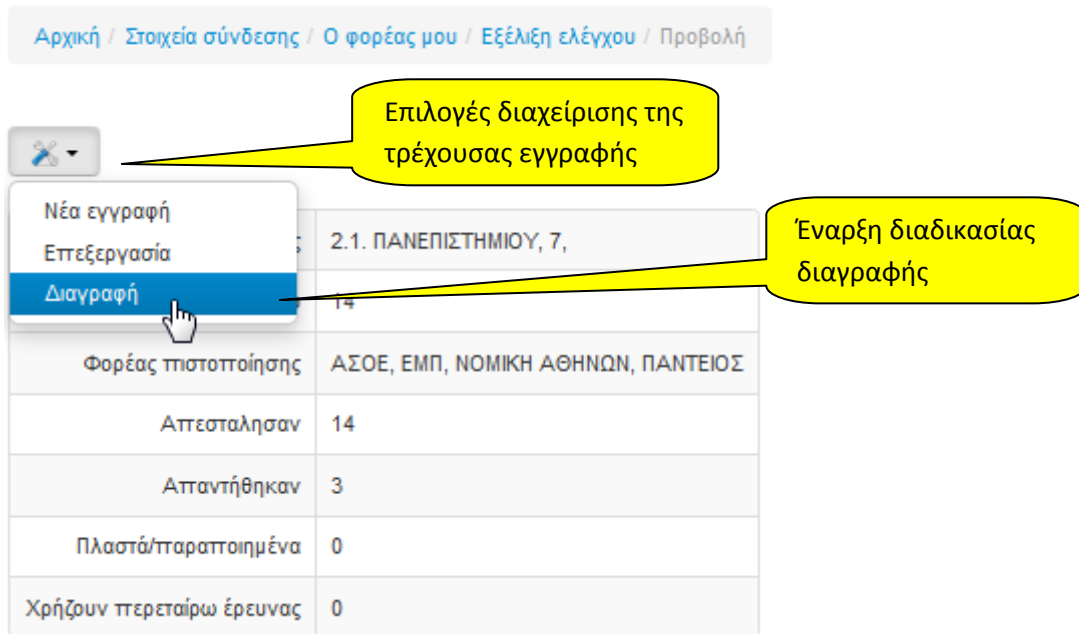 Αρχική / Στοιχεία σύνδεσης / Ο φορέας μου / Εξέλιξη ελέγχου / Προβολή
Επιλογές διαχείρισης της
τρέχουσας εγγραφής
Νέα εγγραφή
Επεξεργασία
Διαγραφή
2.1. ΠΑΝΕΠΙΣΤΗΜΙΟΥ, 7,
14
Έναρξη διαδικασίας
διαγραφής
Φορέας πιστοποίησης ΑΣΟΕ, ΕΜΠ, ΝΟΜΙΚΗ ΑΘΗΝΩΝ, ΠΑΝΤΕΙΟΣ
Απεσταλησαν 14
Απαντήθηκαν 3
Πλαστά/παραποιημένα 0
Χρήζουν περεταίρω έρευνας 0